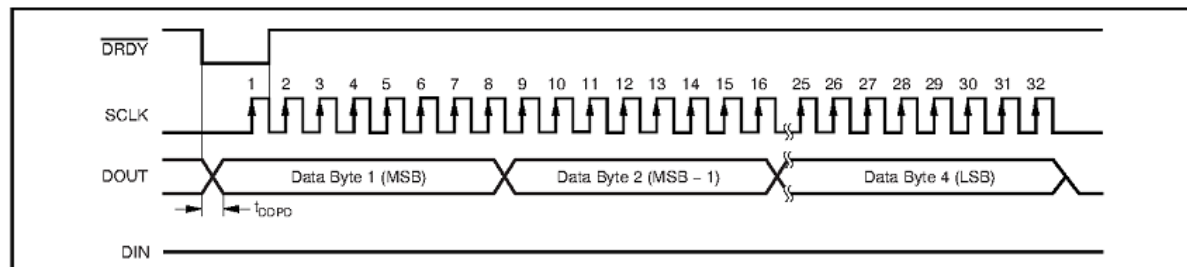 DRDY
1 2 3 4 5 6 7 8 9 10 11 12 13 14 15 16 25 26 27 28 29 30 31 32
SCLK
DOUT Data Byte 1 (MSB) Data Byte 2 (MSB − 1) Data Byte 4 (LSB)
tDDPD
DIN